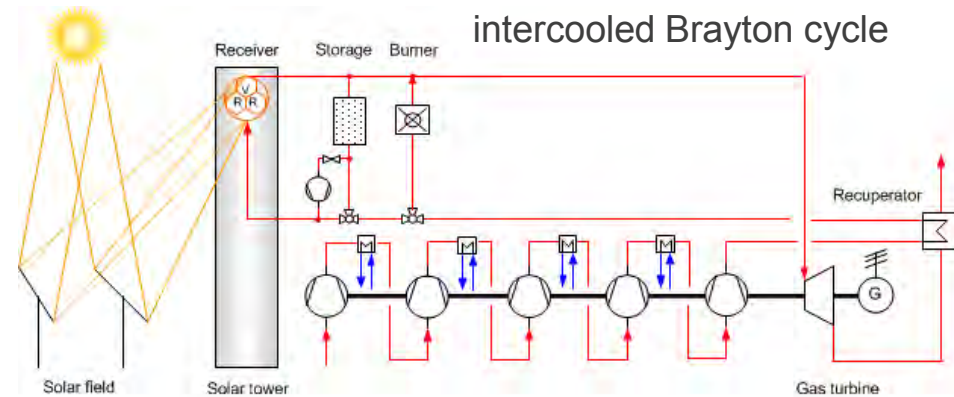 intercooled Brayton cycle
Receiver
Storage
Burner
V
R R
Recuperator
M
M
M
M
G
Solar field
Solar tower
Gas turbine